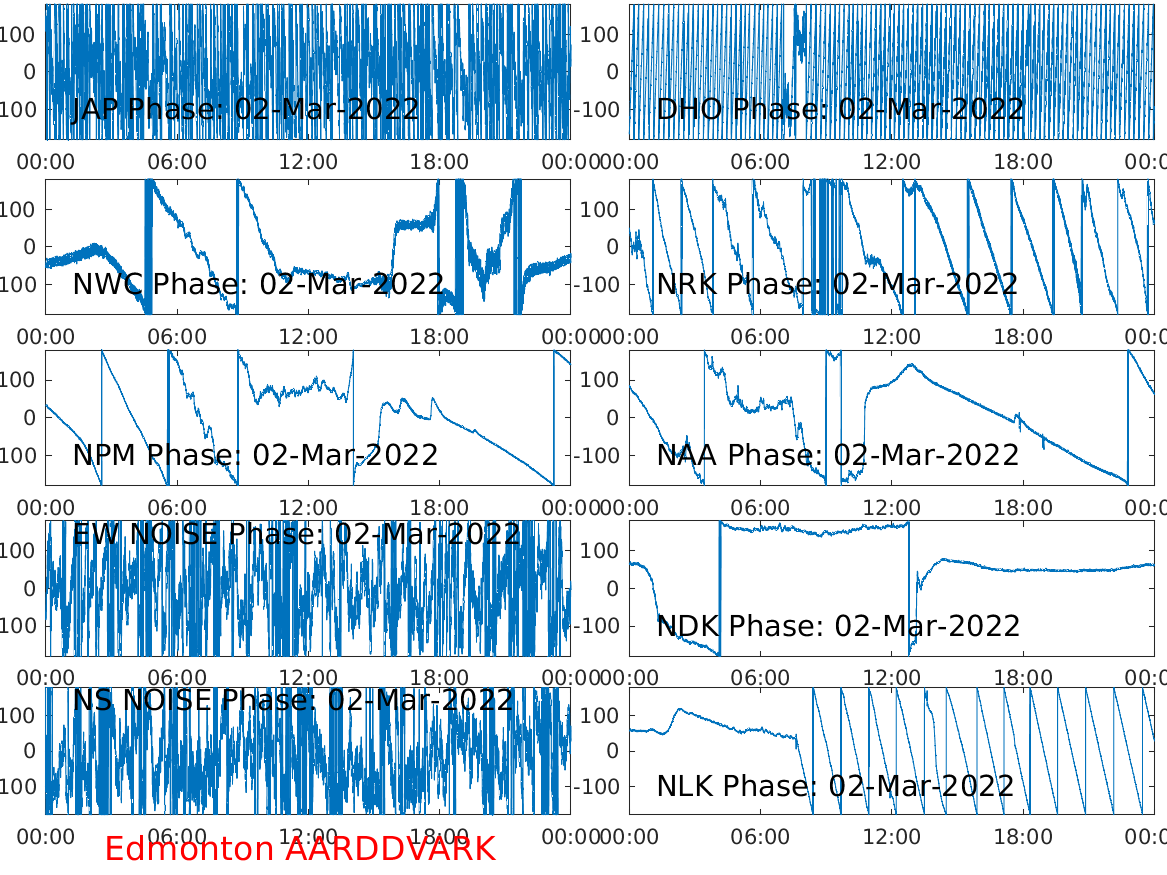 100 100
0 0
100 JAP Phase: 02-Mar-2022 -100 DHO Phase: 02-Mar-2022
00:00 06:00 12:00 18:00 00:00 00:00 06:00 12:00 18:00 00:0
100 100
0 0
100 NWC Phase: 02-Mar-2022 -100 NRK Phase: 02-Mar-2022
00:00 06:00 12:00 18:00 00:00 00:00 06:00 12:00 18:00 00:0
100 100
0 0
100 NPM Phase: 02-Mar-2022 -100 NAA Phase: 02-Mar-2022
00:00 06:00 12:00 18:00 00:00 00:00 06:00 12:00 18:00 00:0
EW NOISE Phase: 02-Mar-2022
100 100
0 0
100 -100 NDK Phase: 02-Mar-2022
00:00 06:00 12:00 18:00 00:00 00:00 06:00 12:00 18:00 00:0
NS NOISE Phase: 02-Mar-2022
100 100
0 0
100 -100 NLK Phase: 02-Mar-2022
00:00 06:00 12:00 18:00 00:00 00:00 06:00 12:00 18:00 00:0
Edmonton AARDDVARK